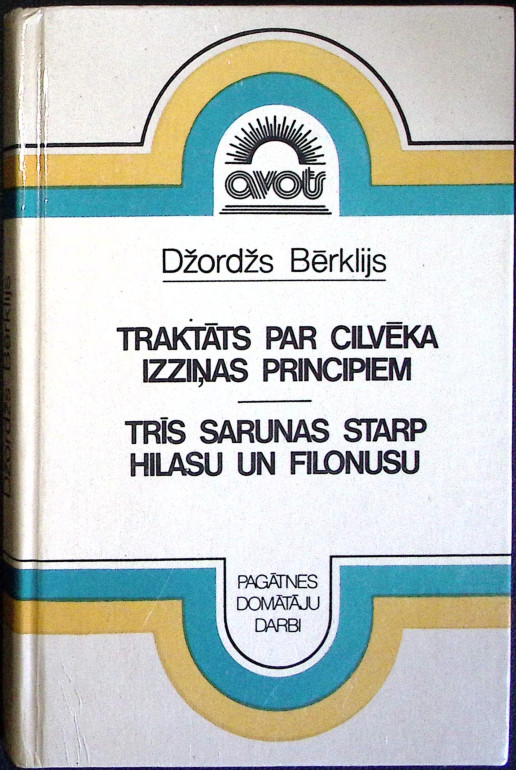 avots
Džordžs Bērklijs
TRAKTĀTS PAR CILVĒKA
IZZIŅAS PRINCIPIEM
TRĪS SARUNAS STARP
HILASU UN FILONUSU
PAGĀTNES
DOMĀTĀJU
DARBI
Džordžs Bērklijs